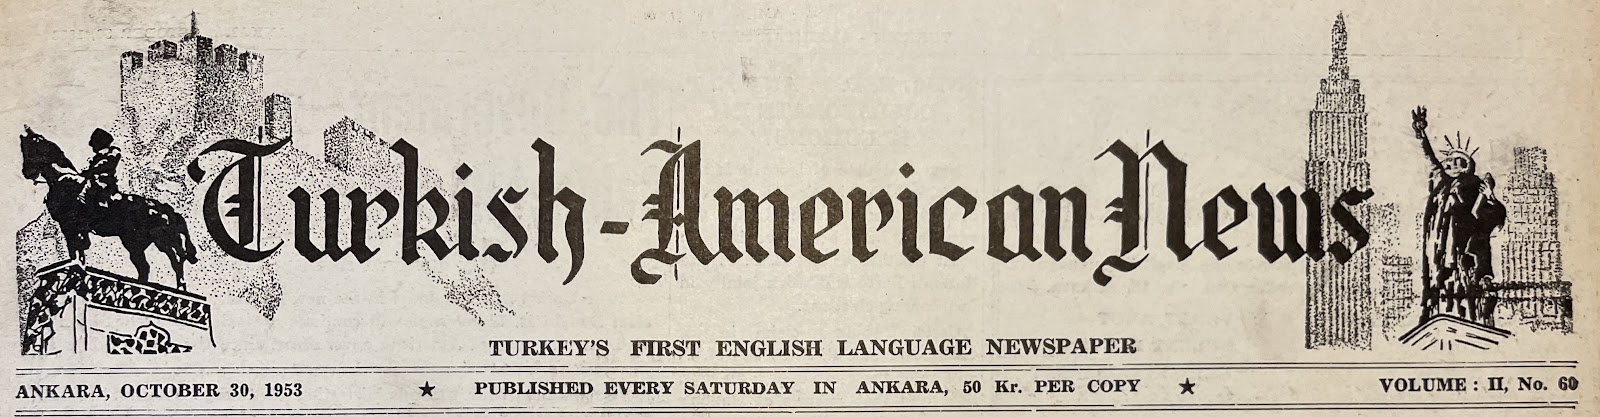 Turkish-American News
TURKEY'S FIRST ENGLISH LANGUAGE NEWSPAPER
ANKARA, OCTOBER 30, 1953 ★ PUBLISHED EVERY SATURDAY IN ANKARA, 50 Kr. PER COPY ★ VOLUME : II, No. 60